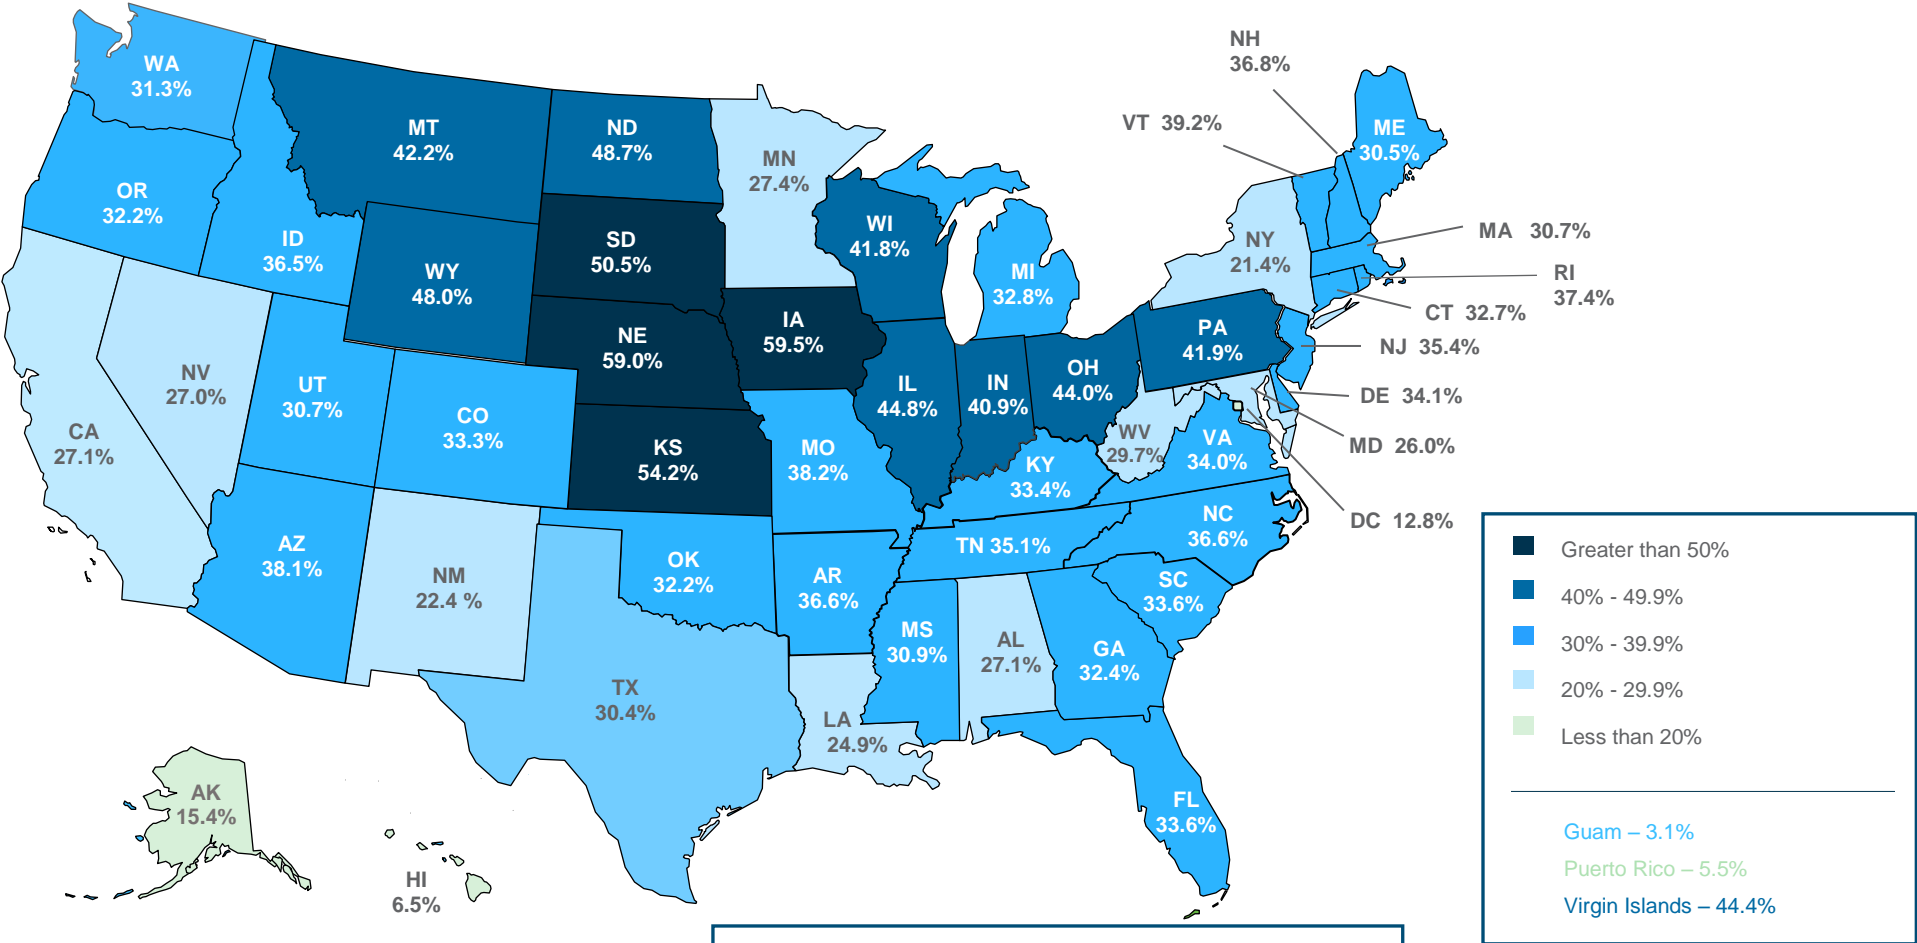 NH
36.8%
WA
31.3%
VT 39.2%
MT
42.2%
ND
48.7%
ME
30.5%
MN
27.4%
OR
32.2%
ID
36.5%
SD
50.5%
WI
41.8%
NY
21.4%
MA 30.7%
WY
48.0%
MI
32.8%
RI
37.4%
CT 32.7%
IA
59.5%
NE
59.0%
PA
41.9%
NJ 35.4%
NV
27.0%
UT
30.7%
CO
33.3%
IL
44.8%
IN
40.9%
OH
44.0%
DE 34.1%
CA
27.1%
KS
54.2%
MO
38.2%
WV
29.7%
VA
34.0%
MD 26.0%
KY
33.4%
DC 12.8%
NC
36.6%
TN 35.1%
AZ
38.1%
NM
22.4 %
OK
32.2%
AR
36.6%
SC
33.6%
MS
30.9%
AL
27.1%
GA
32.4%
TX
30.4%
LA
24.9%
AK
15.4%
HI
6.5%
FL
33.6%
Greater than 50%
40% - 49.9%
30% - 39.9%
20% - 29.9%
Less than 20%
Guam – 3.1%
Puerto Rico – 5.5%
Virgin Islands – 44.4%